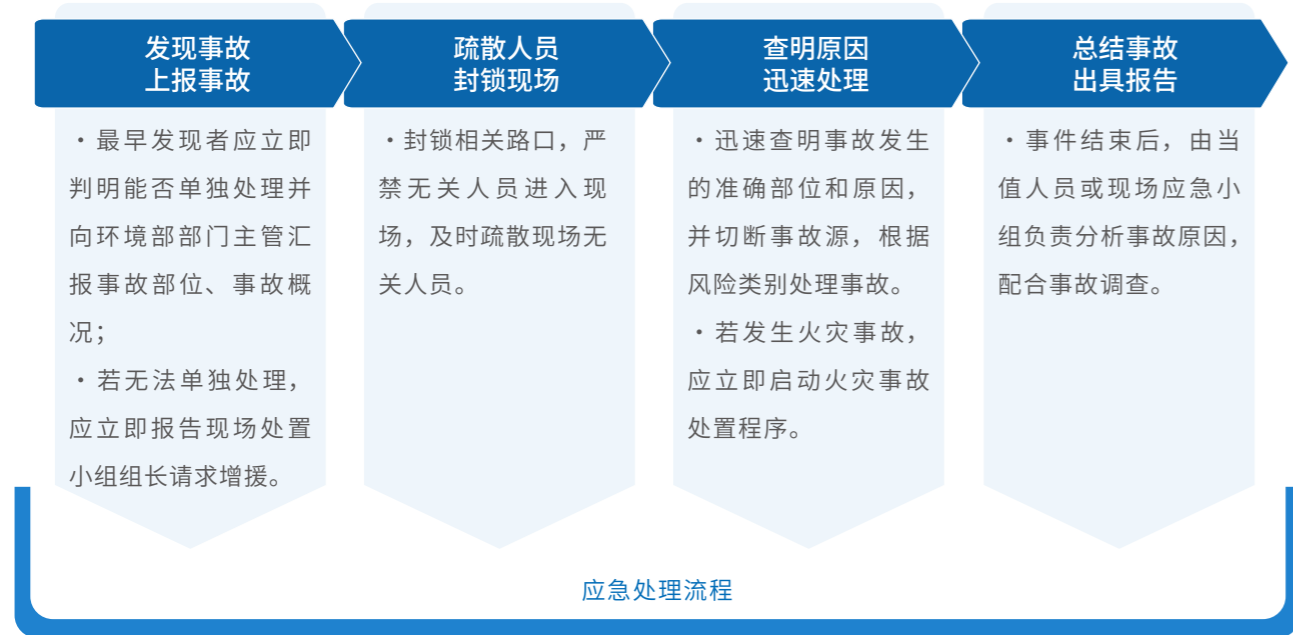 发现事故
上报事故
・最早发现者应立即
判明能否单独处理并
向环境部部门主管汇
报事故部位、事故概
况；
・若无法单独处理，
应立即报告现场处置
小组组长请求增援。
疏散人员
封锁现场
・封锁相关路口，严
禁无关人员进入现
场，及时疏散现场无
关人员。
查明原因
迅速处理
・迅速查明事故发生
的准确部位和原因，
并切断事故源，根据
风险类别处理事故。
・若发生火灾事故，
应立即启动火灾事故
处置程序。
总结事故
出具报告
・事件结束后，由当
值人员或现场应急小
组负责分析事故原因，
配合事故调查。
应急处理流程